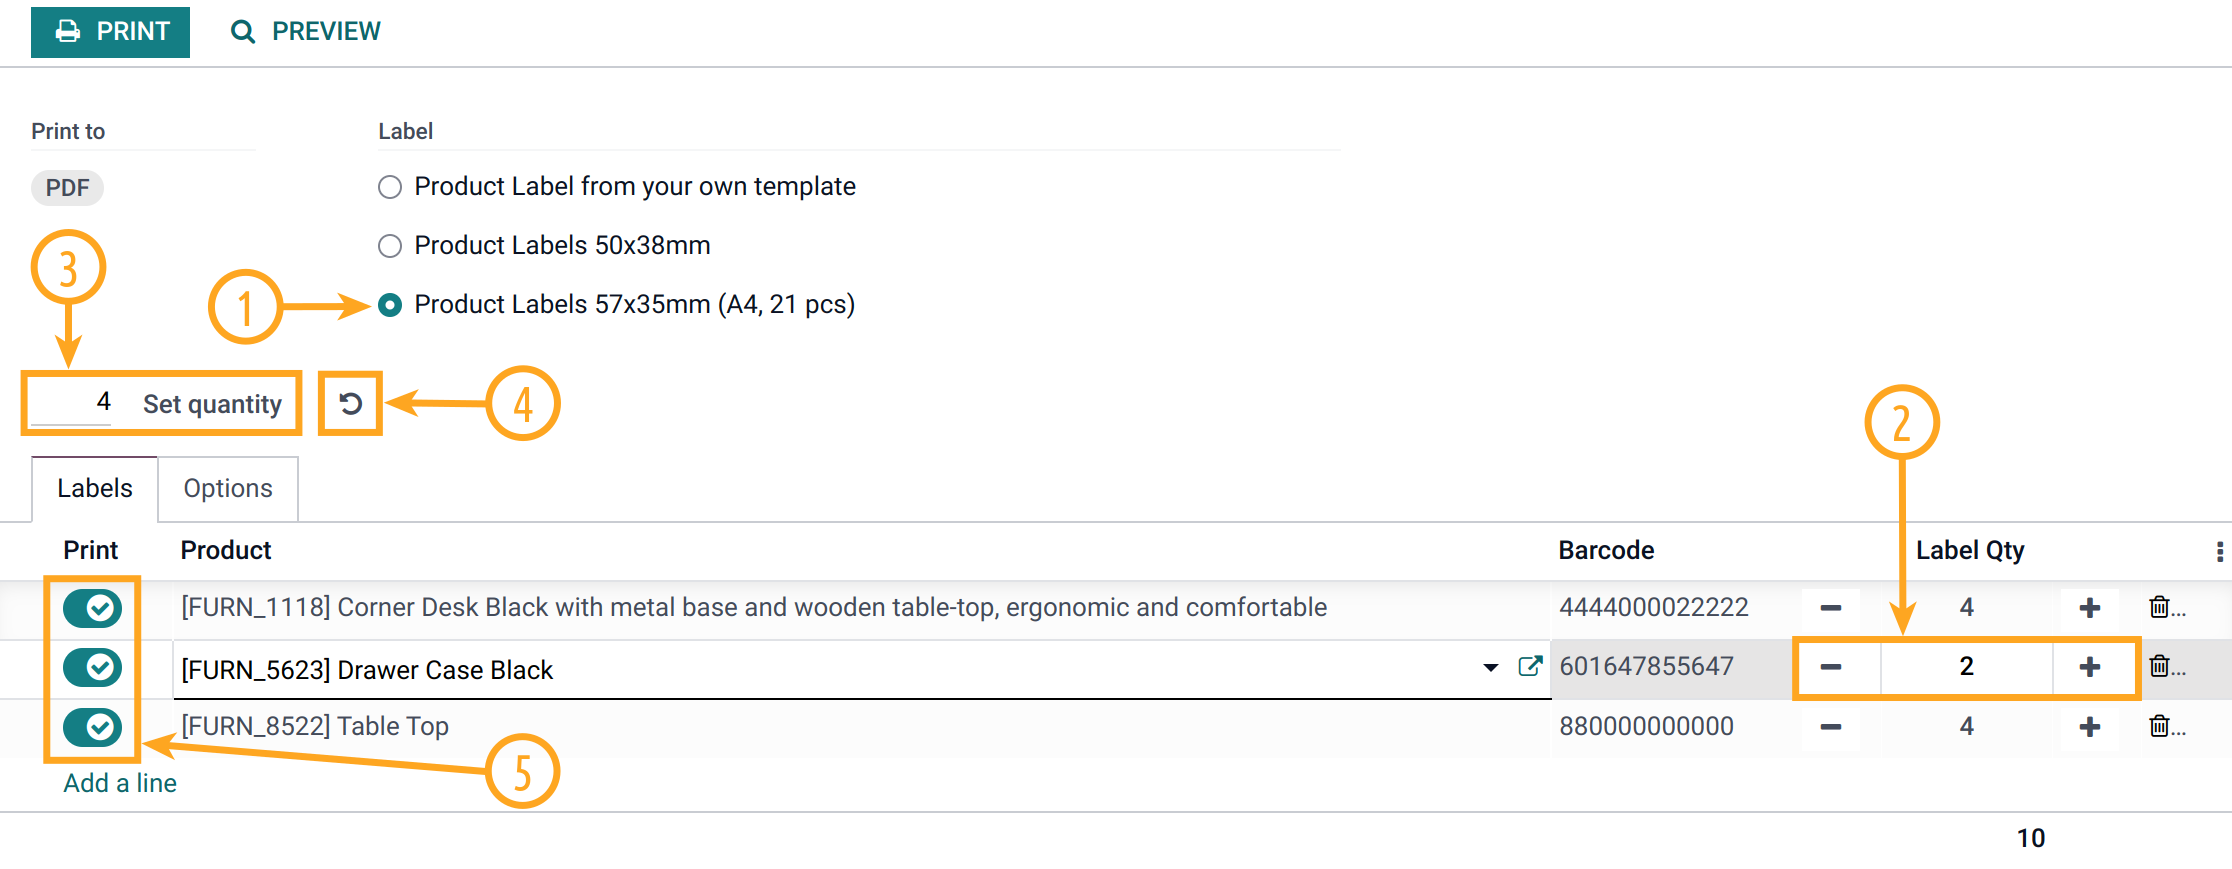 PRINT PREVIEW
Print to Label
PDF Product Label from your own template
Product Labels 50x38mm
3
1 Product Labels 57x35mm (A4, 21 pcs)
4 Set quantity 4
2
Labels Options
Print Product Barcode Label Qty
[FURN_1118] Corner Desk Black with metal base and wooden table-top, ergonomic and comfortable 4444000022222 4 ...
[FURN_5623] Drawer Case Black 601647855647 2 ...
[FURN_8522] Table Top 880000000000 4 ...
5
Add a line
10